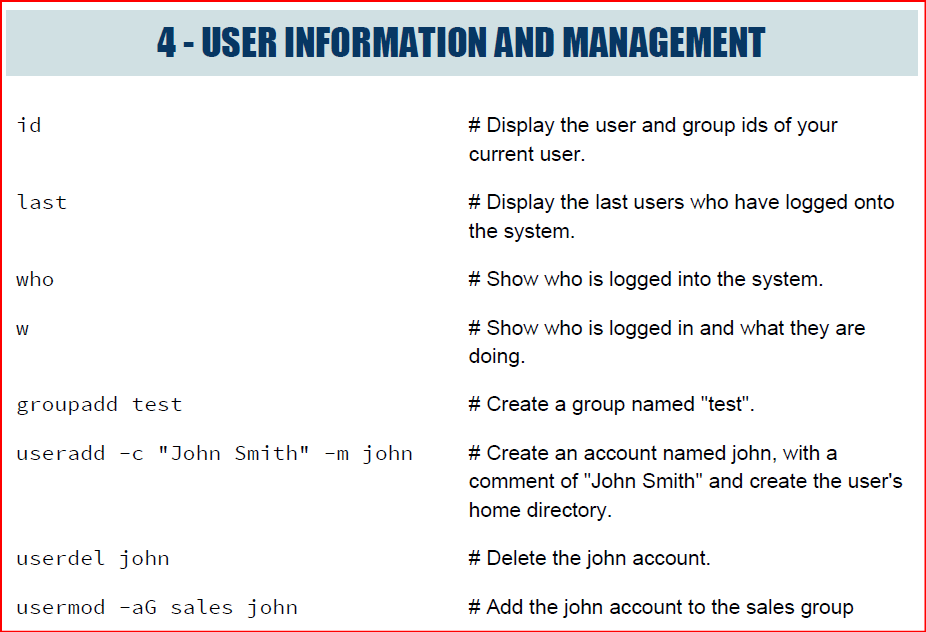 4 - USER INFORMATION AND MANAGEMENT
id # Display the user and group ids of your
current user.
last # Display the last users who have logged onto
the system.
who # Show who is logged into the system.
w # Show who is logged in and what they are
doing.
groupadd test # Create a group named "test".
useradd -c "John Smith" -m john # Create an account named john, with a
comment of "John Smith" and create the user's
home directory.
userdel john # Delete the john account.
usermod -aG sales john # Add the john account to the sales group